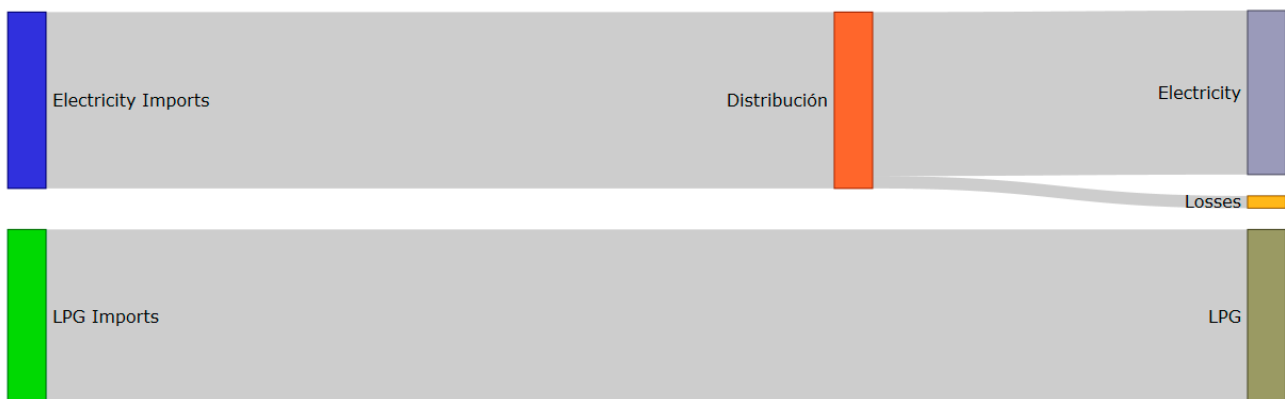 Electricity Imports
Distribución
Electricity
Losses
LPG Imports
LPG